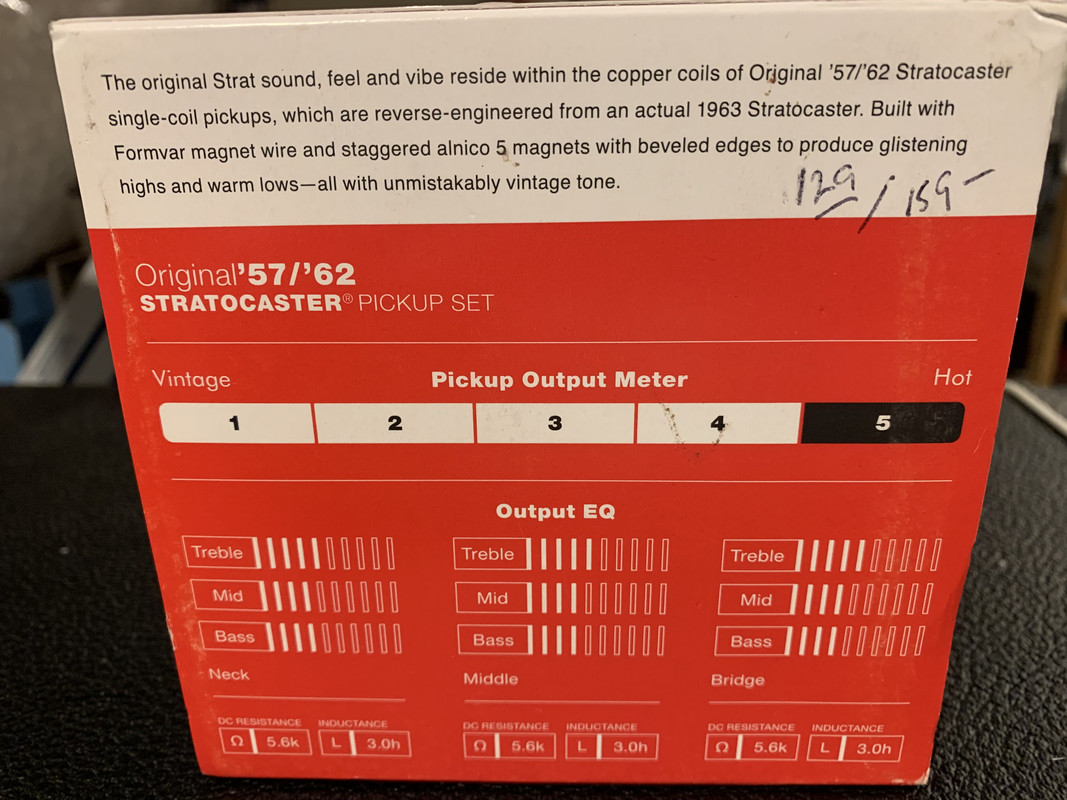 The original Strat sound, feel and vibe reside within the copper coils of Original '57/'62 Stratocaster
single-coil pickups, which are reverse-engineered from an actual 1963 Stratocaster. Built with
Formvar magnet wire and staggered alnico 5 magnets with beveled edges to produce glistening
highs and warm lows—all with unmistakably vintage tone.
129 / 159-
Original '57/'62
STRATOCASTER® PICKUP SET
Vintage Pickup Output Meter Hot
1 2 3 4 5
Output EQ
Treble Treble Treble
Mid Mid Mid
Bass Bass Bass
Neck Middle Bridge
DC RESISTANCE INDUCTANCE DC RESISTANCE INDUCTANCE DC RESISTANCE INDUCTANCE
Ω 5.6k L 3.0h Ω 5.6k L 3.0h Ω 5.6k L 3.0h